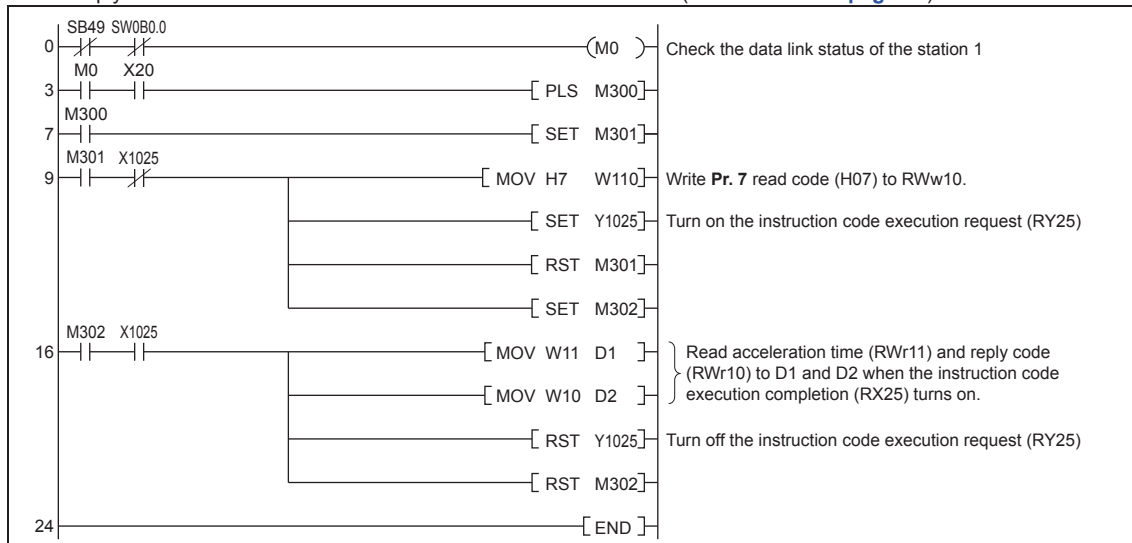 SB49 SW0B0.0
0 (M0 ) Check the data link status of the station 1
M0 X20
3 [ PLS M300]
M300
7 [ SET M301]
M301 X1025
9 [ MOV H7 W110] Write Pr. 7 read code (H07) to RWw10.
[ SET Y1025] Turn on the instruction code execution request (RY25)
[ RST M301]
[ SET M302]
M302 X1025
16 [ MOV W11 D1 ] Read acceleration time (RWr11) and reply code
(RWr10) to D1 and D2 when the instruction code
[ MOV W10 D2 ] execution completion (RX25) turns on.
[ RST Y1025] Turn off the instruction code execution request (RY25)
[ RST M302]
24 [ END ]